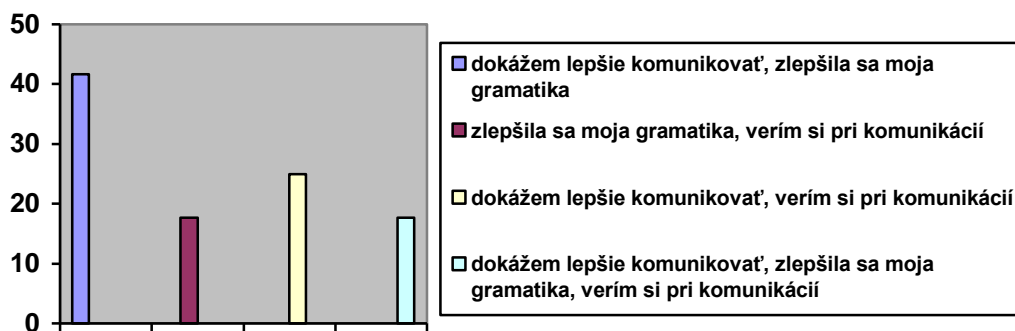 50
40
30
20
10
0
dokážem lepšie komunikovať, zlepšila sa moja
gramatika
zlepšila sa moja gramatika, verím si pri komunikácií
dokážem lepšie komunikovať, verím si pri komunikácií
dokážem lepšie komunikovať, zlepšila sa moja
gramatika, verím si pri komunikácií